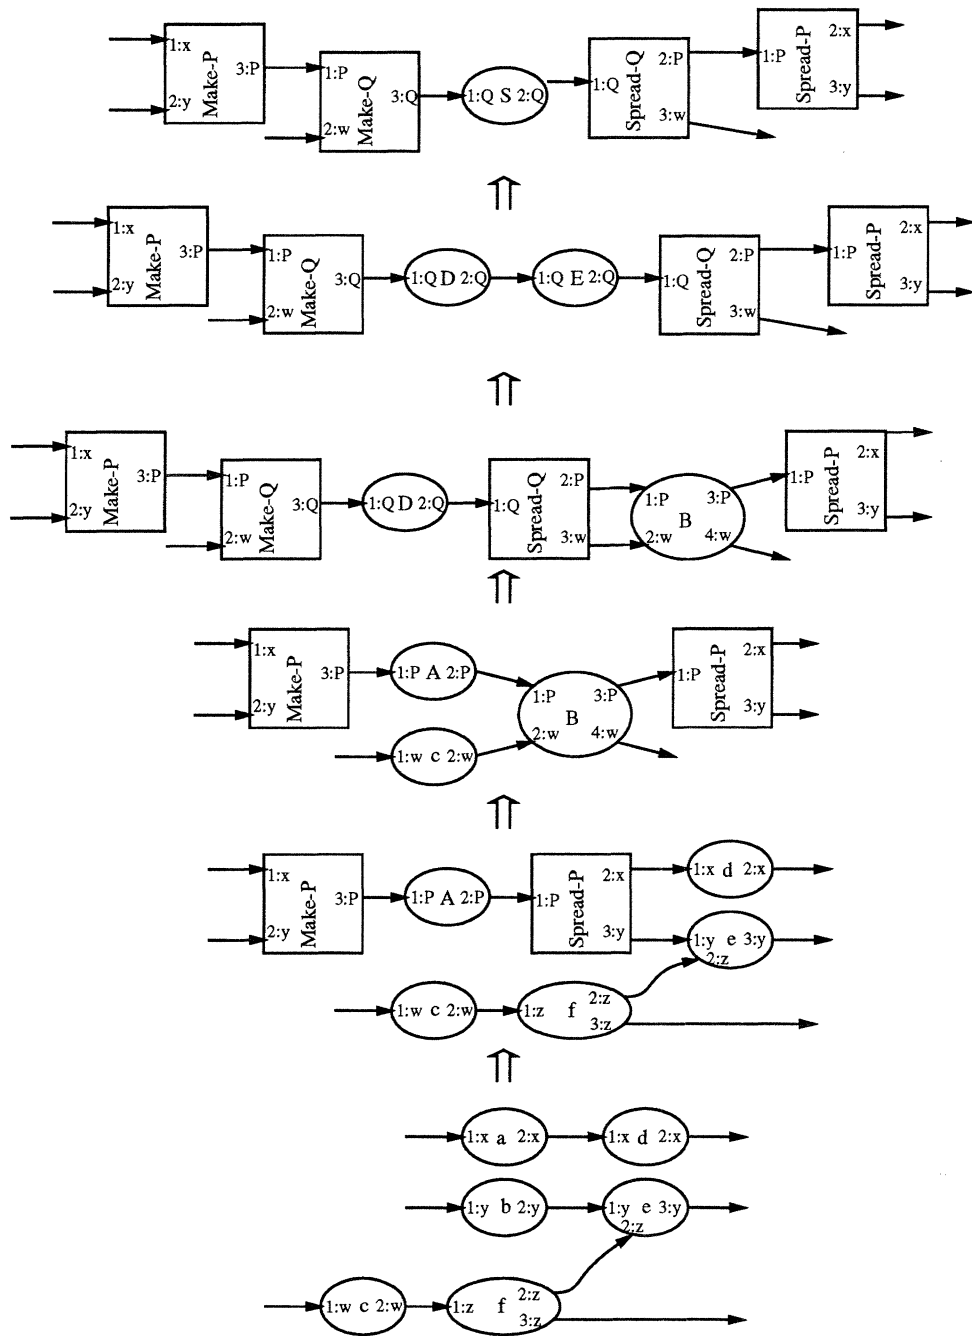 1:x
2:y
3:P
Make-P
1:P
2:w
3:Q
Make-Q
1:Q S 2:Q
1:Q
2:P
3:w
Spread-Q
1:P
2:x
3:y
Spread-P
1:x
2:y
3:P
Make-P
1:P
2:w
3:Q
Make-Q
1:Q D 2:Q
1:Q E 2:Q
1:Q
2:P
3:w
Spread-Q
1:P
2:x
3:y
Spread-P
1:x
2:y
3:P
Make-P
1:P
2:w
3:Q
Make-Q
1:Q D 2:Q
1:Q
2:P
3:w
Spread-Q
1:P 3:P
B
2:w 4:w
1:P
2:x
3:y
Spread-P
1:x
2:y
3:P
Make-P
1:P A 2:P
1:w c 2:w
1:P 3:P
B
2:w 4:w
1:P
2:x
3:y
Spread-P
1:x
2:y
3:P
Make-P
1:P A 2:P
1:P
2:x
3:y
Spread-P
1:x d 2:x
1:y e 3:y
2:z
1:w c 2:w
1:z f 2:z
3:z
1:x a 2:x
1:x d 2:x
1:y b 2:y
1:y e 3:y
2:z
1:w c 2:w
1:z f 2:z
3:z